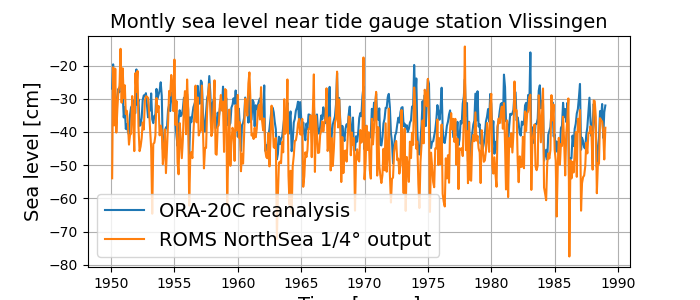 Montly sea level near tide gauge station Vlissingen
Sea level [cm]
−20
−30
−40
−50
−60
−70
−80
ORA-20C reanalysis
ROMS NorthSea 1/4° output
1950 1955 1960 1965 1970 1975 1980 1985 1990